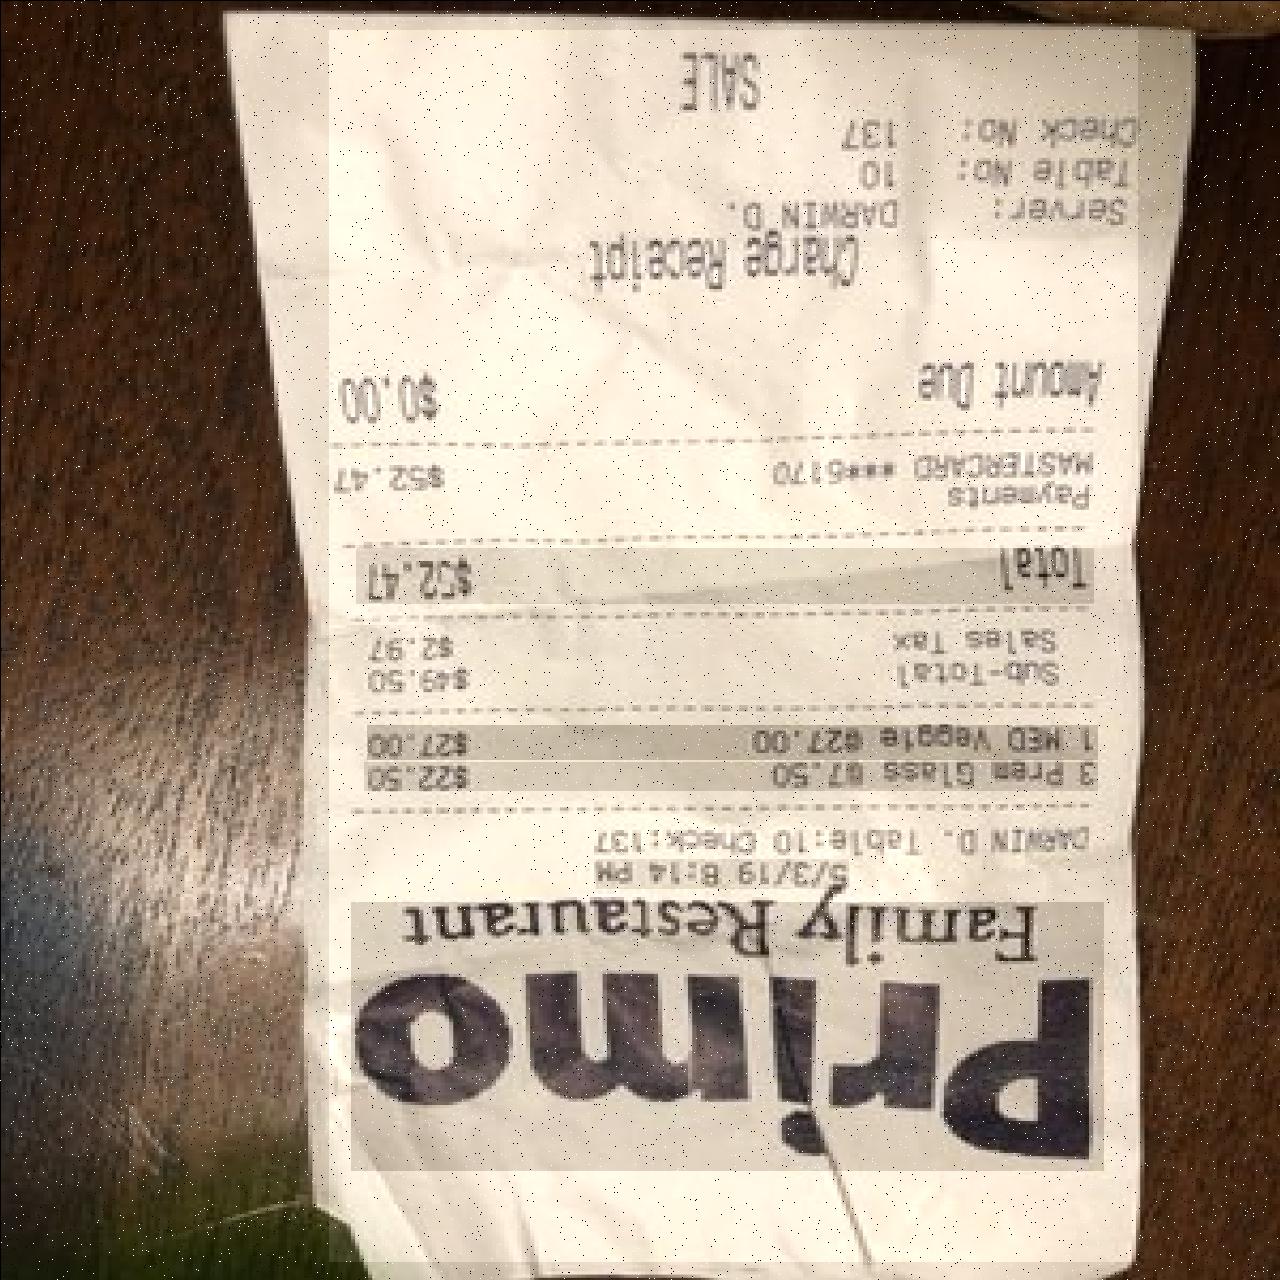 Primo
Family Restaurant
5/3/19 8:14 PM
DARWIN D. Table:10 Check:137
3 Prem Glass @7.50 $22.50
1 MED Veggie @27.00 $27.00
Sub-Total $49.50
Sales Tax $2.97
Total $52.47
Payments
MASTERCARD ***6170 $52.47
Amount Due $0.00
Charge Receipt
Server: DARWIN D.
Table No: 10
Check No: 137
SALE